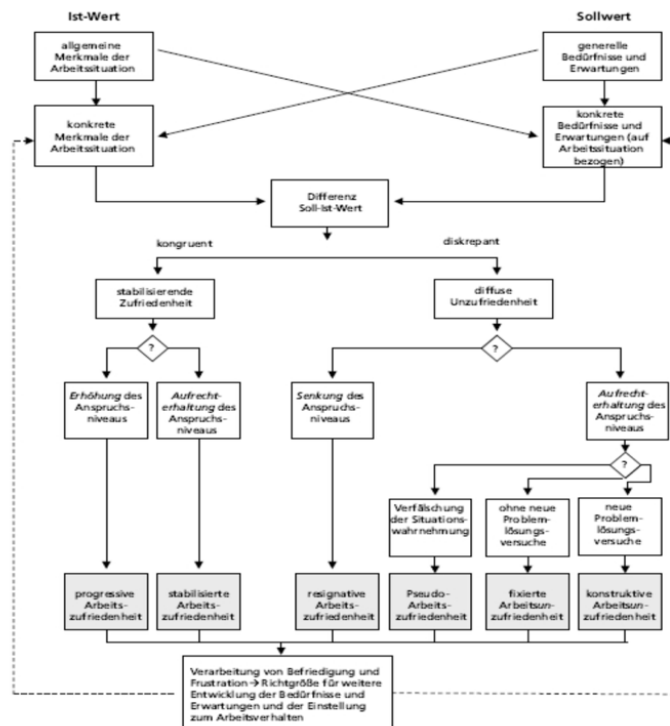 Ist-Wert
Sollwert
allgemeine
Merkmale der
Arbeitssituation
generelle
Bedürfnisse und
Erwartungen
konkrete
Merkmale der
Arbeitssituation
konkrete
Bedürfnisse und
Erwartungen (auf
Arbeitssituation
bezogen)
Differenz
Soll-Ist-Wert
kongruent
diskrepant
stabilisierende
Zufriedenheit
diffuse
Unzufriedenheit
?
?
Erhöhung des
Anspruchs-
niveaus
Aufrecht-
erhaltung des
Anspruchs-
niveaus
Senkung des
Anspruchs-
niveaus
Aufrecht-
erhaltung des
Anspruchs-
niveaus
?
Verfälschung
der Situations-
wahrnehmung
ohne neue
Problem-
lösungs-
versuche
neue
Problem-
lösungs-
versuche
progressive
Arbeits-
zufriedenheit
stabilisierte
Arbeits-
zufriedenheit
resignative
Arbeits-
zufriedenheit
Pseudo-
Arbeits-
zufriedenheit
fixierte
Arbeitsun-
zufriedenheit
konstruktive
Arbeitsun-
zufriedenheit
Verarbeitung von Befriedigung und
Frustration → Richtgröße für weitere
Entwicklung der Bedürfnisse und
Erwartungen und der Einstellung
zum Arbeitsverhalten